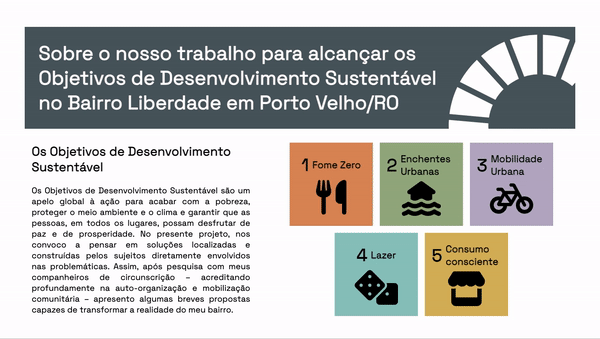 Sobre o nosso trabalho para alcançar os
Objetivos de Desenvolvimento Sustentável
no Bairro Liberdade em Porto Velho/RO
Os Objetivos de Desenvolvimento
Sustentável
Os Objetivos de Desenvolvimento Sustentável são um
apelo global à ação para acabar com a pobreza,
proteger o meio ambiente e o clima e garantir que as
pessoas, em todos os lugares, possam desfrutar de
paz e de prosperidade. No presente projeto, nos
convoco a pensar em soluções localizadas e
construídas pelos sujeitos diretamente envolvidos
nas problemáticas. Assim, após pesquisa com meus
companheiros de circunscrição – acreditando
profundamente na auto-organização e mobilização
comunitária – apresento algumas breves propostas
capazes de transformar a realidade do meu bairro.
1 Fome Zero
2 Enchentes
Urbanas
3 Mobilidade
Urbana
4 Lazer
5 Consumo
consciente